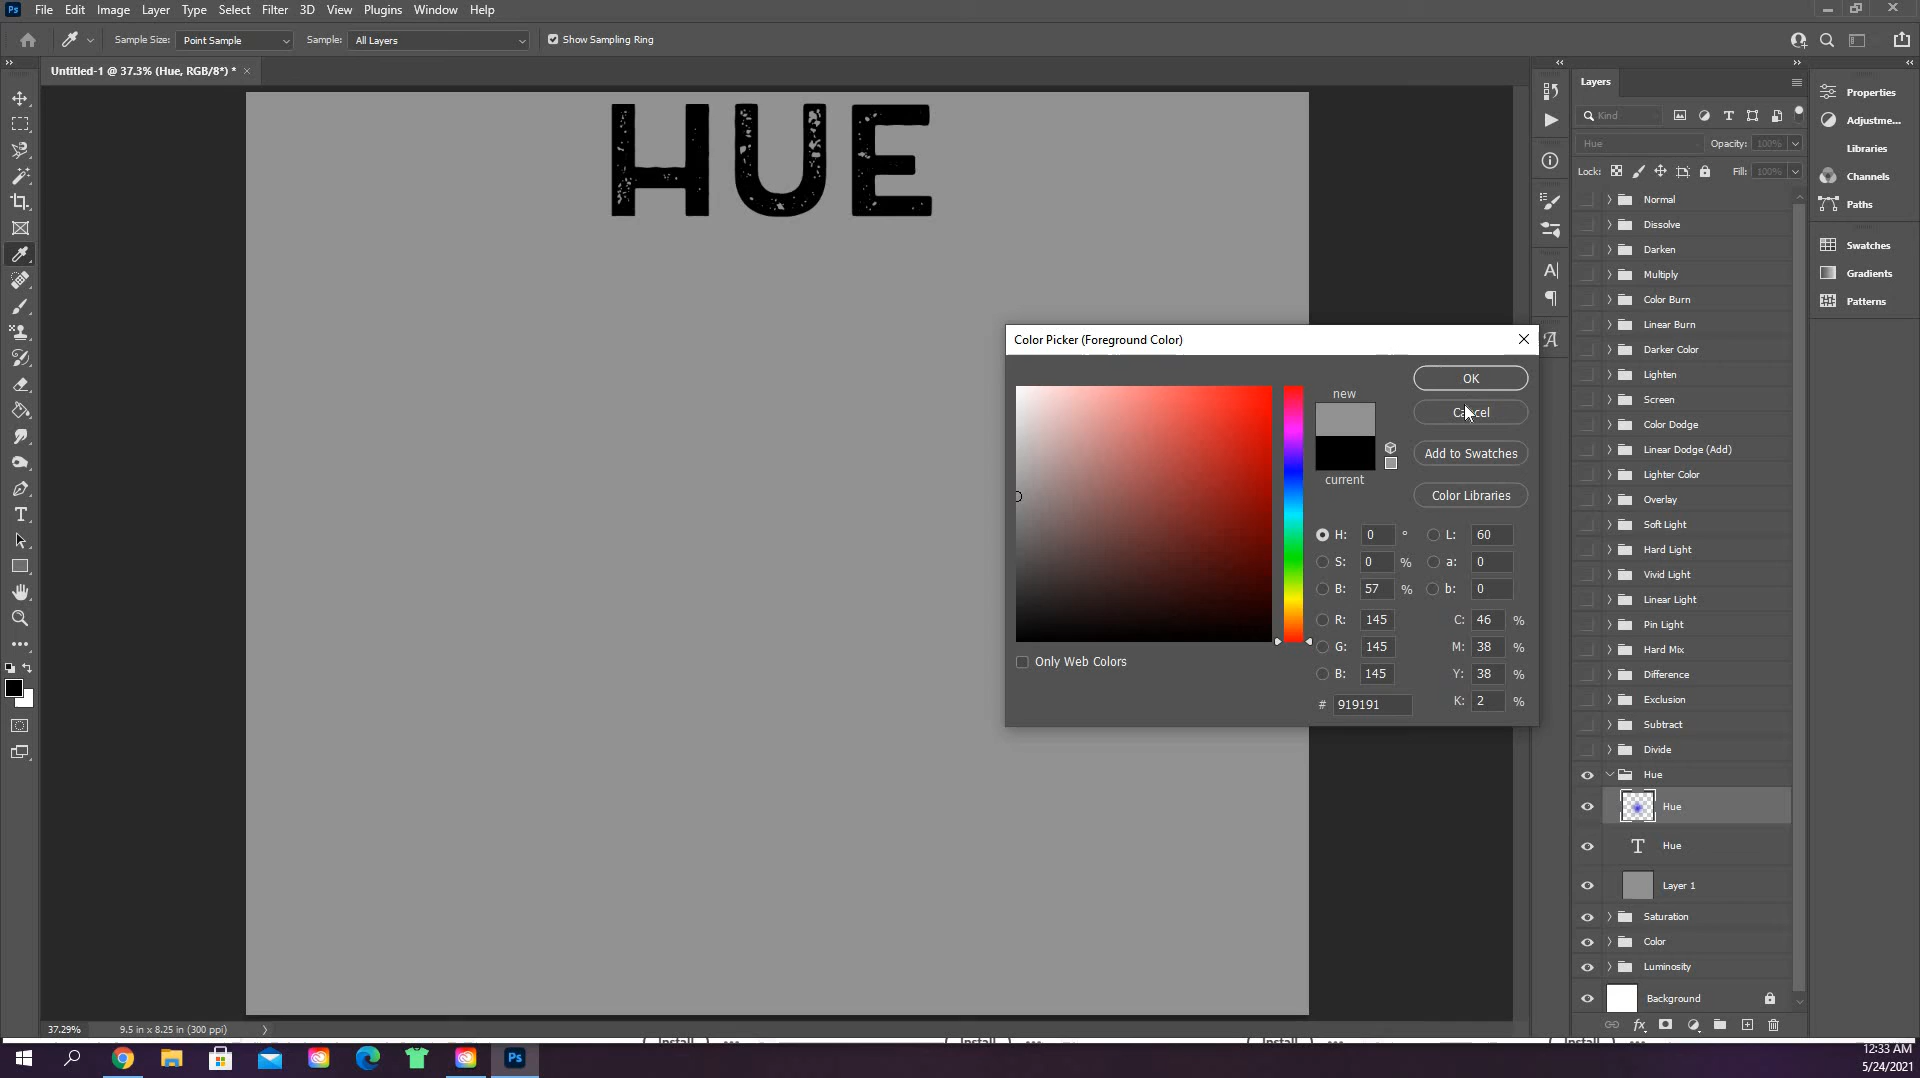 Ps File Edit Image Layer Type Select Filter 3D View Plugins Window Help
Sample Size: Point Sample Sample: All Layers Show Sampling Ring
Untitled-1 @ 37.3% (Hue, RGB/8*) * ×
HUE
Color Picker (Foreground Color)
new
current
OK
Cancel
Add to Swatches
Color Libraries
H: 0 ° L: 60
S: 0 % a: 0
B: 57 % b: 0
R: 145 C: 46 %
G: 145 M: 38 %
B: 145 Y: 38 %
# 919191 K: 2 %
Only Web Colors
Layers
Kind
Hue Opacity: 100%
Lock: Fill: 100%
Normal
Dissolve
Darken
Multiply
Color Burn
Linear Burn
Darker Color
Lighten
Screen
Color Dodge
Linear Dodge (Add)
Lighter Color
Overlay
Soft Light
Hard Light
Vivid Light
Linear Light
Pin Light
Hard Mix
Difference
Exclusion
Subtract
Divide
Hue
Hue
Hue
Layer 1
Saturation
Color
Luminosity
Background
Properties
Adjustme...
Libraries
Channels
Paths
Swatches
Gradients
Patterns
37.29% 9.5 in x 8.25 in (300 ppi)
Install Install Install Install
Ps
12:33 AM
5/24/2021